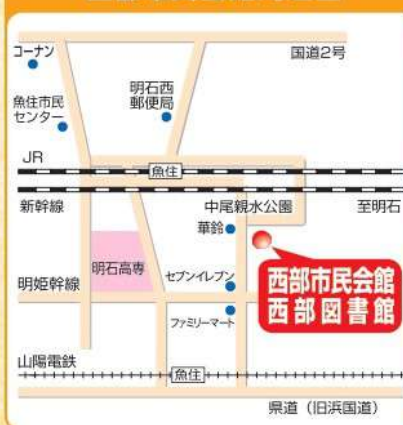 コーナン
国道2号
明石西
郵便局
魚住市民
センター
JR
魚住
新幹線
中尾親水公園
至明石
華鈴
明石高専
西部市民会館
西部図書館
セブンイレブン
明姫幹線
ファミリーマート
山陽電鉄
魚住
県道（旧浜国道）